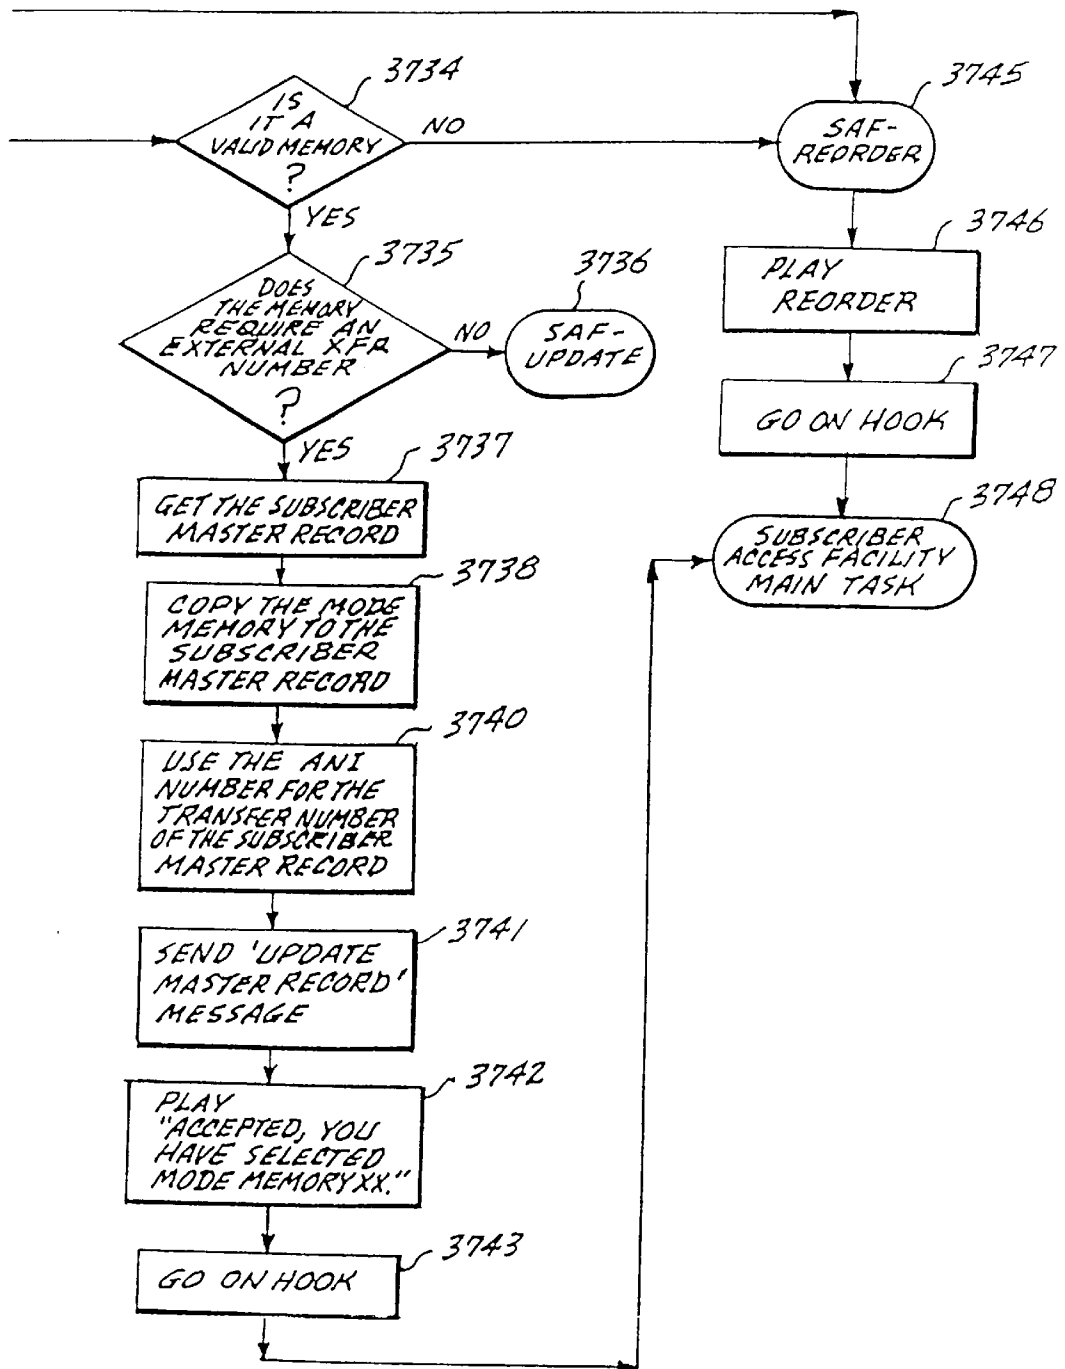 3734
IS
IT A
VALID MEMORY
?
NO
YES
3745
SAF-
REORDER
3746
PLAY
REORDER
3735
DOES
THE MEMORY
REQUIRE AN
EXTERNAL XFR
NUMBER
?
NO
YES
3736
SAF-
UPDATE
3747
GO ON HOOK
3737
GET THE SUBSCRIBER
MASTER RECORD
3748
SUBSCRIBER
ACCESS FACILITY
MAIN TASK
3738
COPY THE MODE
MEMORY TO THE
SUBSCRIBER
MASTER RECORD
3740
USE THE ANI
NUMBER FOR THE
TRANSFER NUMBER
OF THE SUBSCRIBER
MASTER RECORD
3741
SEND 'UPDATE
MASTER RECORD'
MESSAGE
3742
PLAY
"ACCEPTED, YOU
HAVE SELECTED
MODE MEMORY XX."
3743
GO ON HOOK